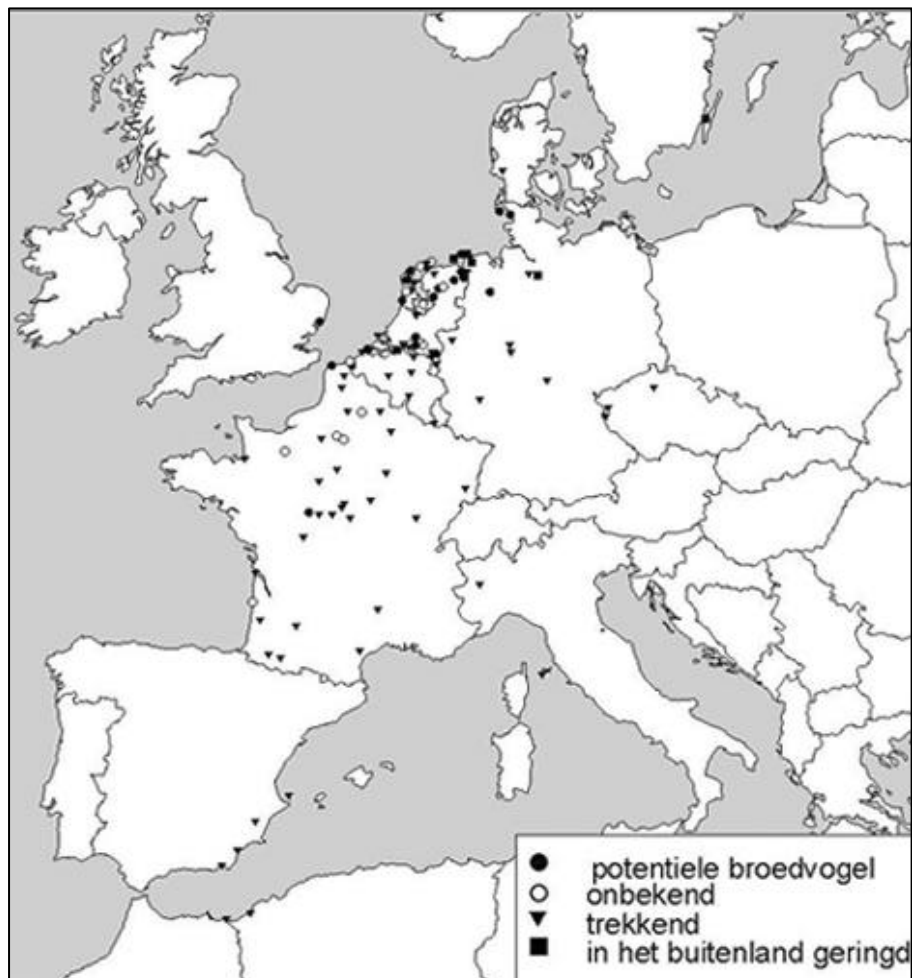 potentiele broedvogel
onbekend
trekkend
in het buitenland geringd